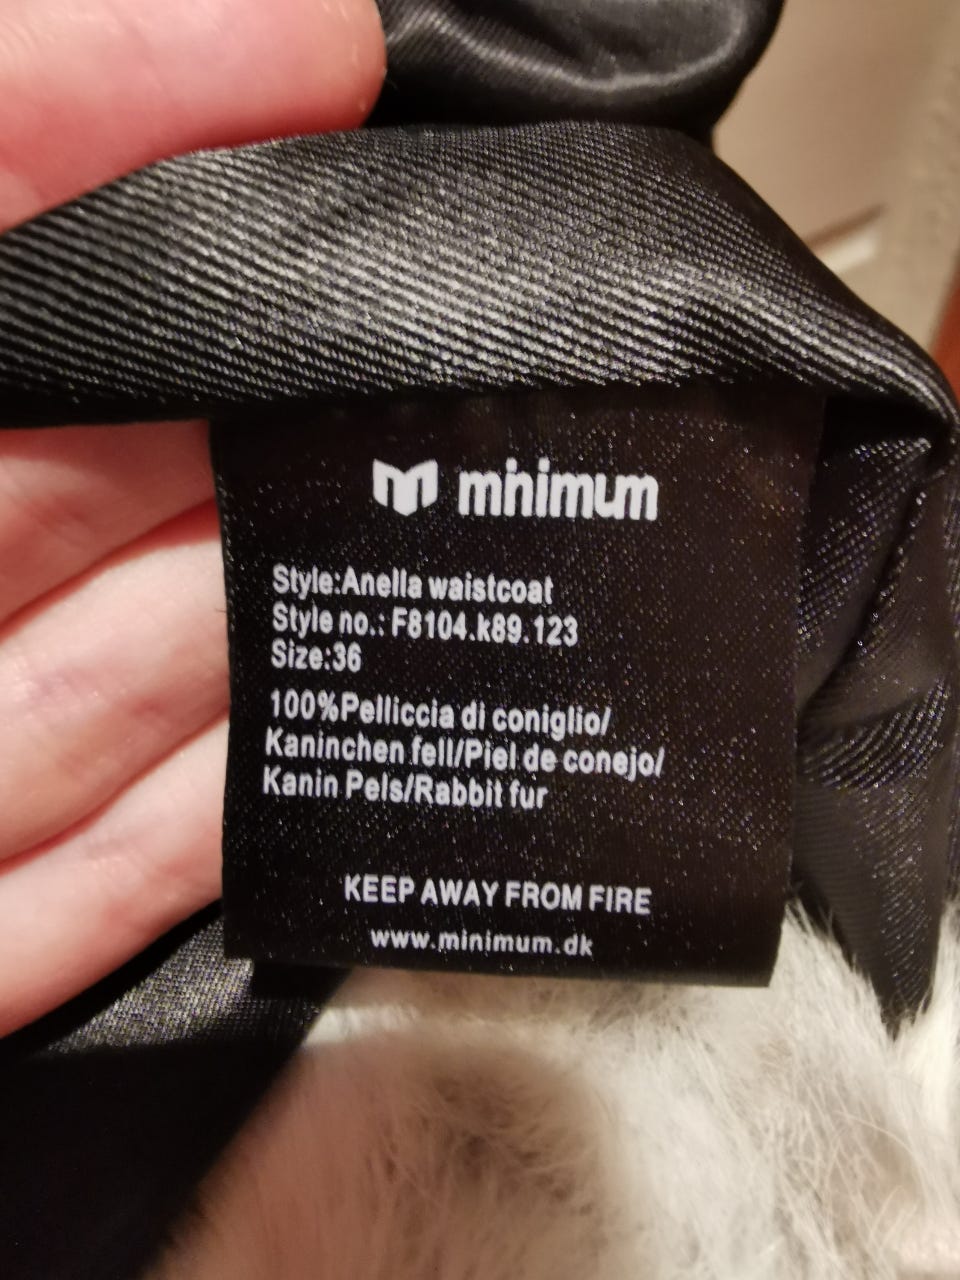 minimum
Style:Anella waistcoat
Style no.: F8104.k89.123
Size:36
100%Pelliccia di coniglio/
Kaninchen fell/Piel de conejo/
Kanin Pels/Rabbit fur
KEEP AWAY FROM FIRE
www.minimum.dk